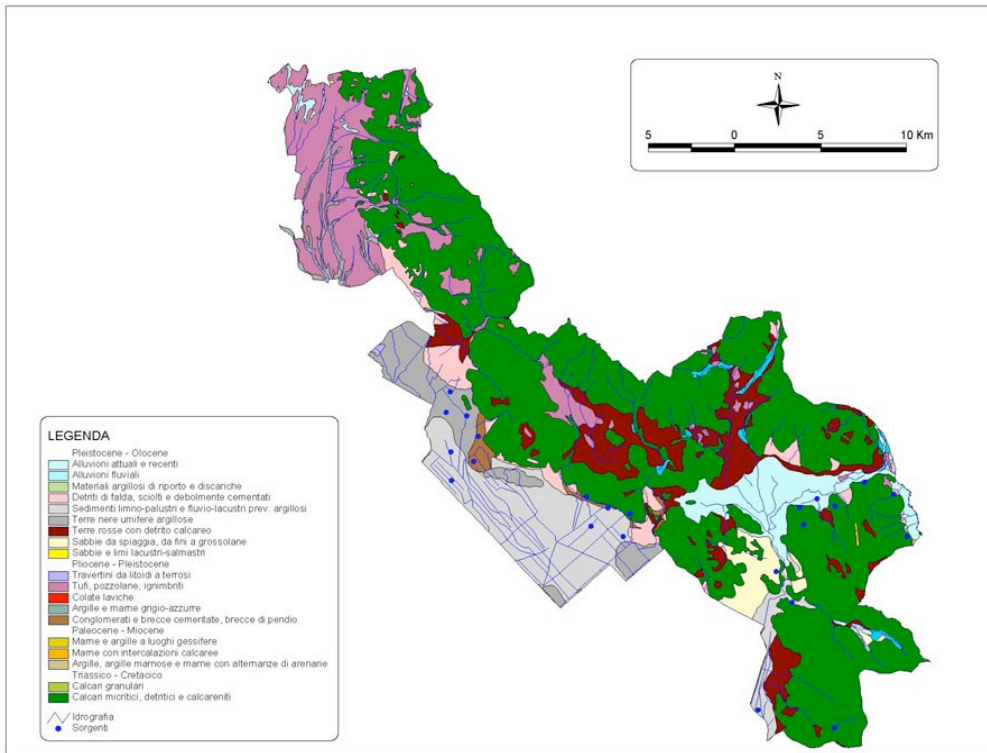 N
5 0 5 10 Km
LEGENDA
Pleistocene - Olocene
Alluvioni attuali e recenti
Alluvioni fluviali
Materiali argillosi di riporto e discariche
Detriti di falda, sciolti e debolmente cementati
Sedimenti limno-palustri e fluvio-lacustri prev. argillosi
Terre nere umifere argillose
Terre rosse con detrito calcareo
Sabbie da spiaggia, da fini a grossolane
Sabbie e limi lacustri-salmastri
Pliocene - Pleistocene
Travertini da litoidi a terrosi
Tufi, pozzolane, ignimbriti
Colate laviche
Argille e marne grigio-azzurre
Conglomerati e brecce cementate, brecce di pendio
Paleocene - Miocene
Marne e argille a luoghi gessifere
Marne con intercalazioni calcaree
Argille, argille marnose e marne con alternanze di arenarie
Triassico - Cretacico
Calcari granulari
Calcari micritici, detritici e calcareniti
Idrografia
Sorgenti